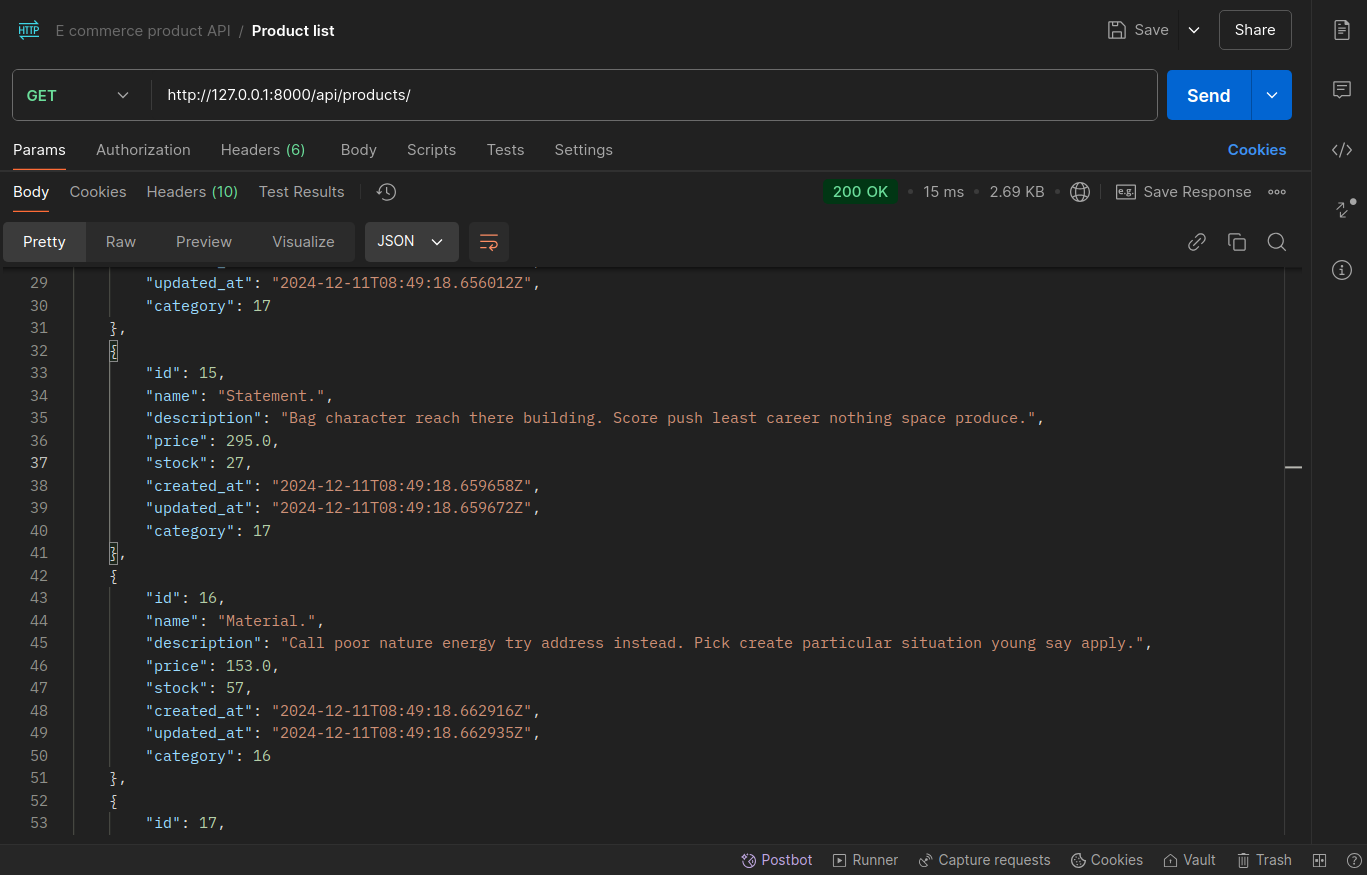 HTTP E commerce product API / Product list Save Share
GET http://127.0.0.1:8000/api/products/ Send
Params Authorization Headers (6) Body Scripts Tests Settings Cookies
Body Cookies Headers (10) Test Results 200 OK 15 ms 2.69 KB e.g. Save Response
Pretty Raw Preview Visualize JSON
29 "updated_at": "2024-12-11T08:49:18.656012Z",
30 "category": 17
31 },
32 {
33 "id": 15,
34 "name": "Statement.",
35 "description": "Bag character reach there building. Score push least career nothing space produce.",
36 "price": 295.0,
37 "stock": 27,
38 "created_at": "2024-12-11T08:49:18.659658Z",
39 "updated_at": "2024-12-11T08:49:18.659672Z",
40 "category": 17
41 },
42 {
43 "id": 16,
44 "name": "Material.",
45 "description": "Call poor nature energy try address instead. Pick create particular situation young say apply.",
46 "price": 153.0,
47 "stock": 57,
48 "created_at": "2024-12-11T08:49:18.662916Z",
49 "updated_at": "2024-12-11T08:49:18.662935Z",
50 "category": 16
51 },
52 {
53 "id": 17,
Postbot Runner Capture requests Cookies Vault Trash